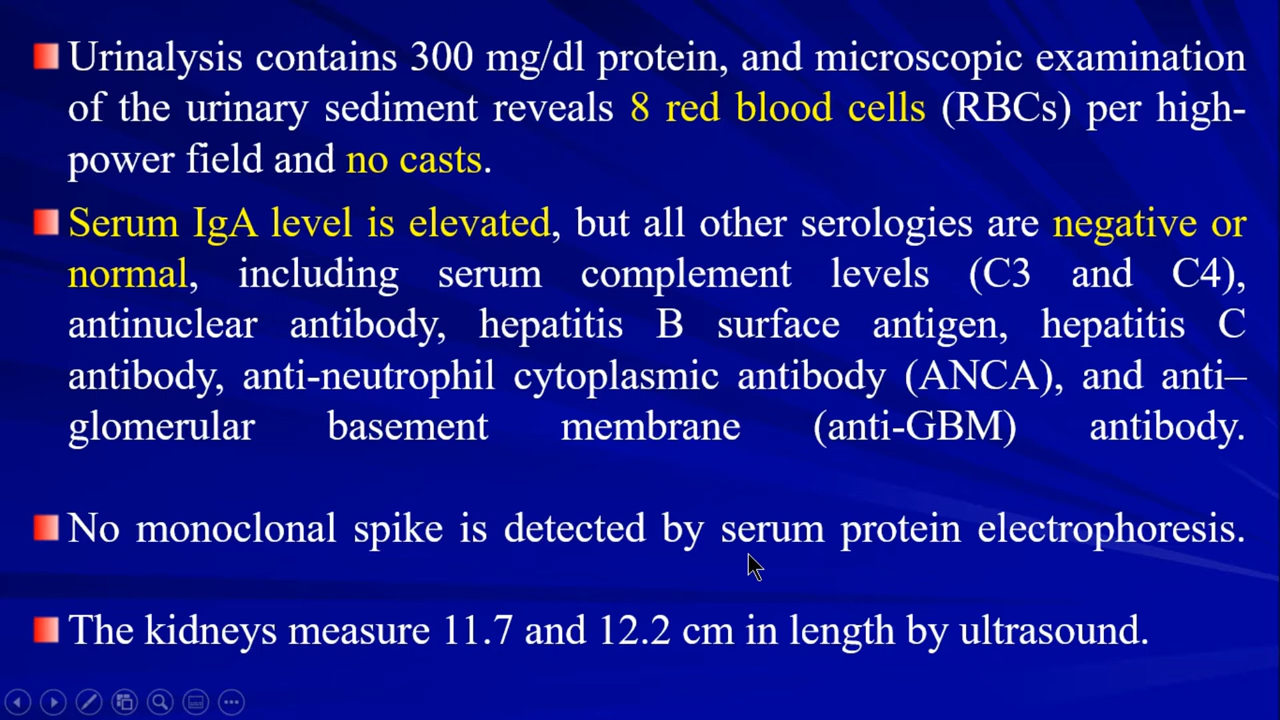 Urinalysis contains 300 mg/dl protein, and microscopic examination
of the urinary sediment reveals 8 red blood cells (RBCs) per high-
power field and no casts.
Serum IgA level is elevated, but all other serologies are negative or
normal, including serum complement levels (C3 and C4),
antinuclear antibody, hepatitis B surface antigen, hepatitis C
antibody, anti-neutrophil cytoplasmic antibody (ANCA), and anti–
glomerular basement membrane (anti-GBM) antibody.
No monoclonal spike is detected by serum protein electrophoresis.
The kidneys measure 11.7 and 12.2 cm in length by ultrasound.